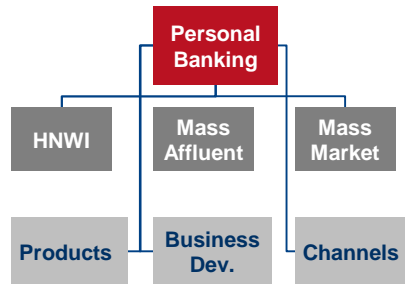 Personal
Banking
HNWI
Mass
Affluent
Mass
Market
Products
Business
Dev.
Channels